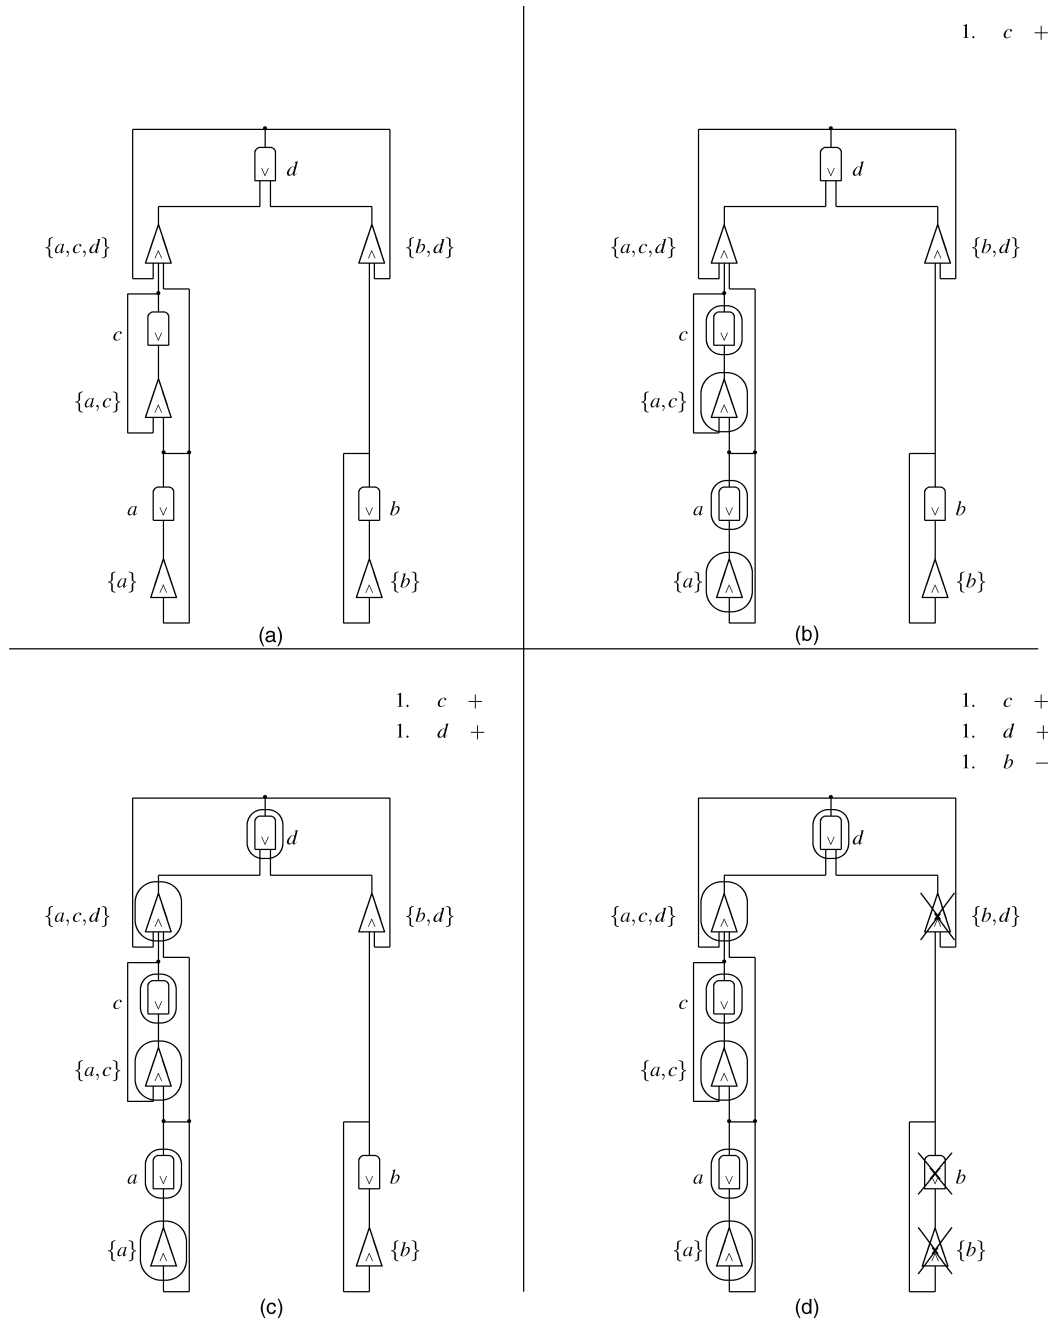 1. c +
d
d
{a,c,d}
{b,d}
{a,c,d}
{b,d}
c
c
{a,c}
{a,c}
a
b
a
b
{a}
{b}
{a}
{b}
(a)
(b)
1. c +
1. c +
1. d +
1. d +
1. b −
d
d
{a,c,d}
{b,d}
{a,c,d}
{b,d}
c
c
{a,c}
{a,c}
a
b
a
b
{a}
{b}
{a}
{b}
(c)
(d)